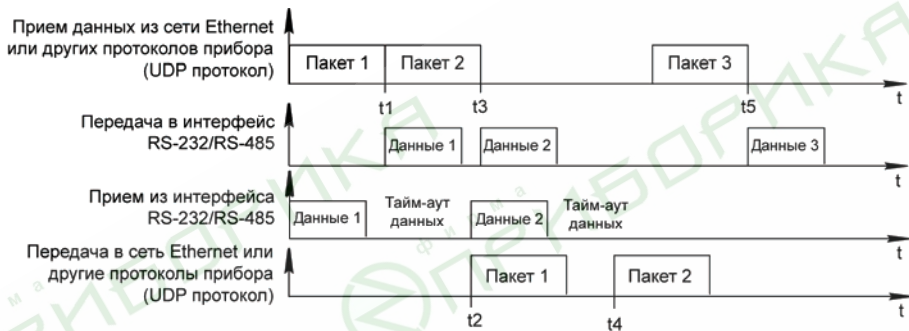 Прием данных из сети Ethernet
или других протоколов прибора
(UDP протокол)
Пакет 1
Пакет 2
Пакет 3
t1
t3
t5
t
Передача в интерфейс
RS-232/RS-485
Данные 1
Данные 2
Данные 3
t
Прием из интерфейса
RS-232/RS-485
Данные 1
Тайм-аут
данных
Данные 2
Тайм-аут
данных
t
Передача в сеть Ethernet или
другие протоколы прибора
(UDP протокол)
Пакет 1
Пакет 2
t2
t4
t
фирма
ПРИБОРИКА